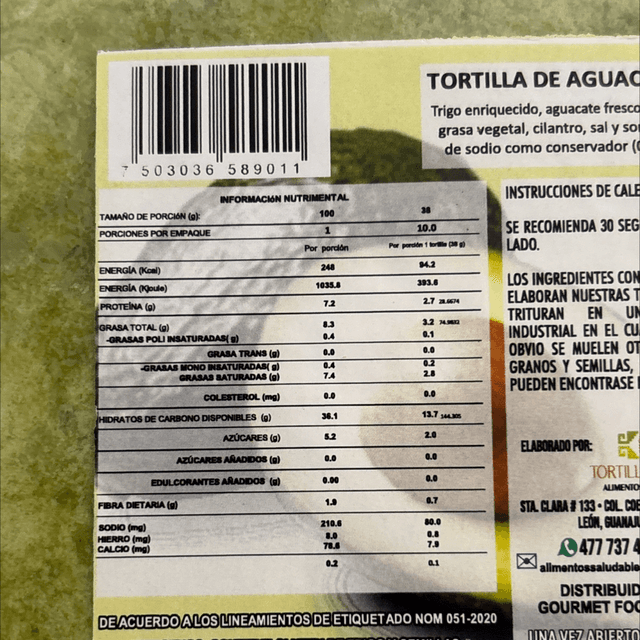 7 503036 589011
TORTILLA DE AGUAC
Trigo enriquecido, aguacate fresco
grasa vegetal, cilantro, sal y so
de sodio como conservador (
INFORMACIÓN NUTRIMENTAL
TAMAÑO DE PORCIÓN (g): 100 38
PORCIONES POR EMPAQUE 1 10.0
Por porción Por porción 1 tortilla (38 g)
ENERGÍA (Kcal) 248 94.2
ENERGÍA (Kjoule) 1035.8 393.6
PROTEÍNA (g) 7.2 2.7
GRASA TOTAL (g) 8.3 3.2
-GRASAS POLI INSATURADAS( g) 0.4 0.1
GRASA TRANS (g) 0.0 0.0
-GRASAS MONO INSATURADAS( g) 0.4 0.2
GRASAS SATURADAS (g) 7.4 2.8
COLESTEROL (mg) 0.0 0.0
HIDRATOS DE CARBONO DISPONIBLES (g) 36.1 13.7
AZÚCARES (g) 5.2 2.0
AZÚCARES AÑADIDOS (g) 0.0 0.0
EDULCORANTES AÑADIDOS (g) 0.00 0.0
FIBRA DIETARIA (g) 1.9 0.7
SODIO (mg) 210.6 80.0
HIERRO (mg) 8.0 0.8
CALCIO (mg) 78.8 7.9
0.2 0.1
DE ACUERDO A LOS LINEAMIENTOS DE ETIQUETADO NOM 051-2020
INSTRUCCIONES DE CALE
SE RECOMIENDA 30 SEG
LADO.
LOS INGREDIENTES CON
ELABORAN NUESTRAS T
TRITURAN EN UN
INDUSTRIAL EN EL CU
OBVIO SE MUELEN OT
GRANOS Y SEMILLAS,
PUEDEN ENCONTRASE
ELABORADO POR:
TORTILL
ALIMENTO
STA. CLARA # 133 • COL. COE
LEÓN, GUANAJU
477 737 4
alimentossaludable
DISTRIBUID
GOURMET FOO
UNA VEZ ABIERTO